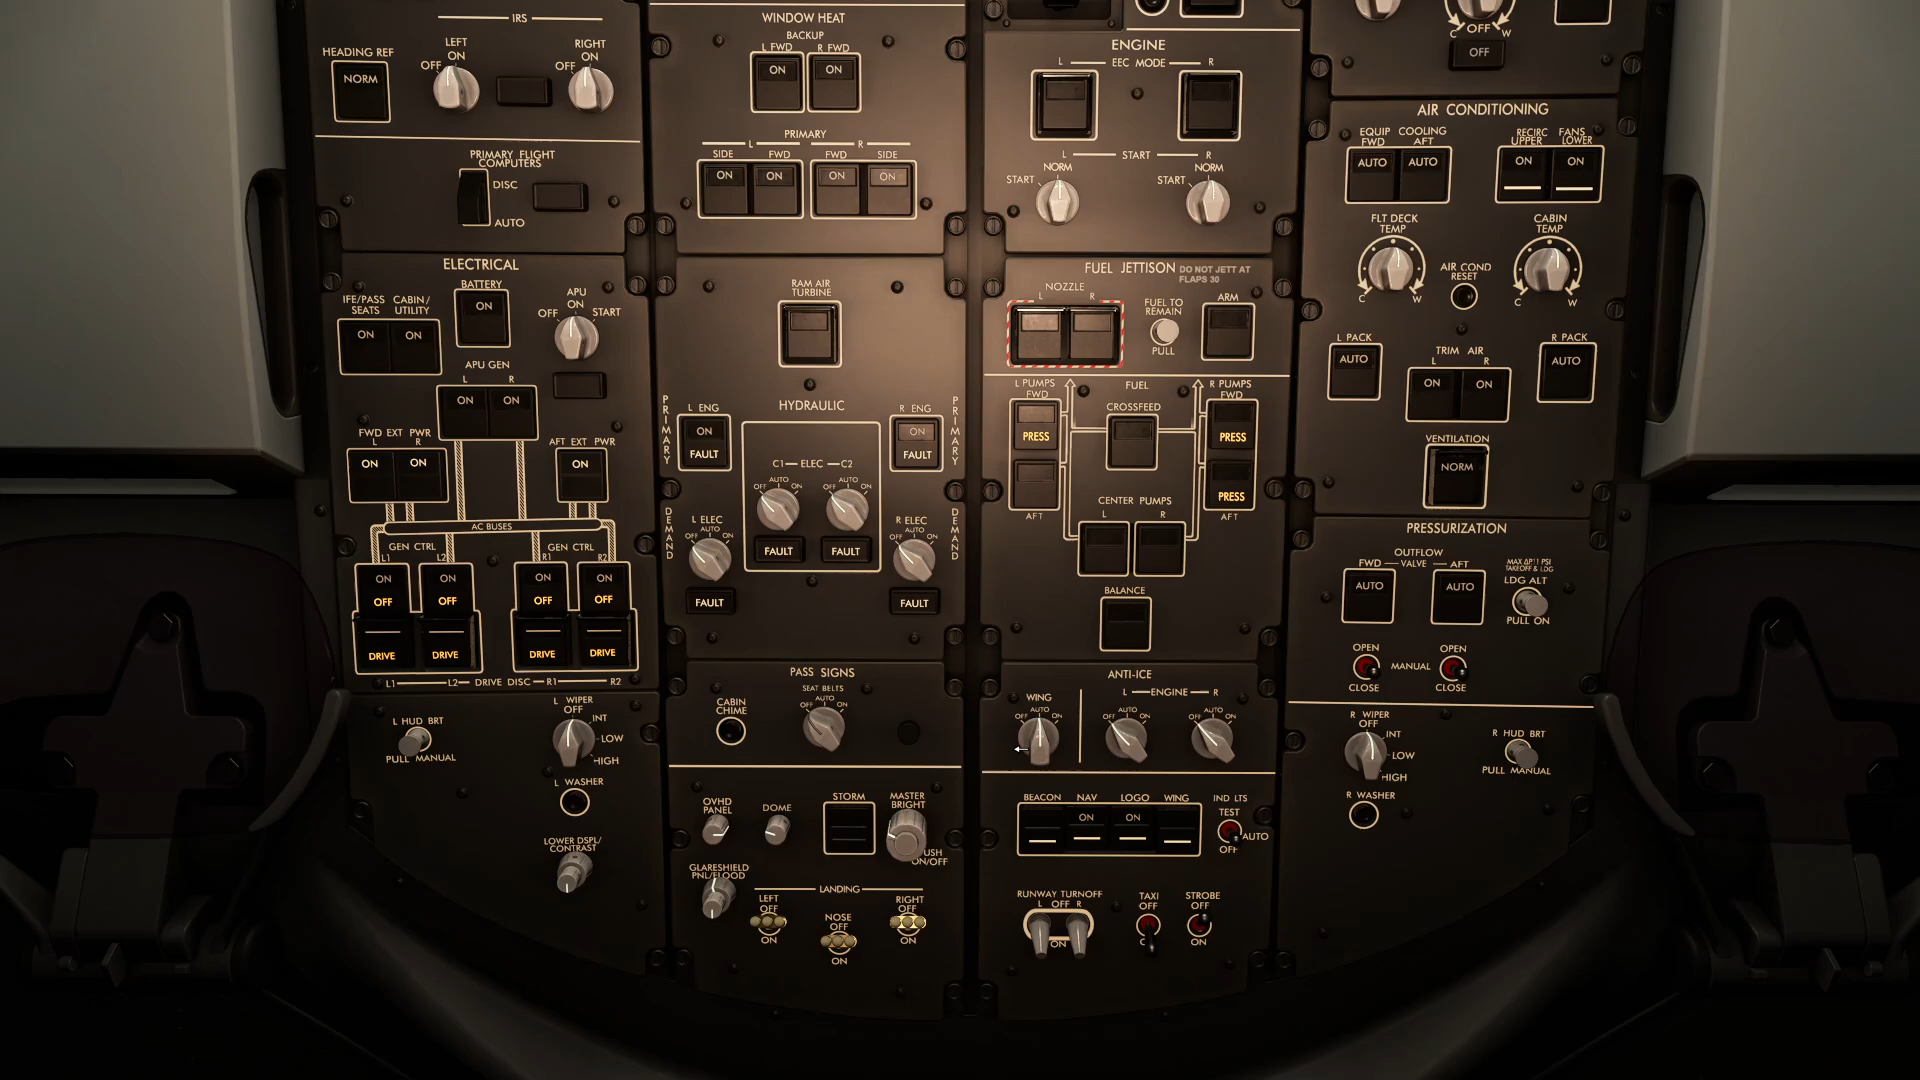 IRS
HEADING REF
NORM
LEFT
ON
OFF
RIGHT
ON
OFF
PRIMARY FLIGHT
COMPUTERS
DISC
AUTO
ELECTRICAL
IFE/PASS
SEATS
ON
CABIN/
UTILITY
ON
BATTERY
ON
APU
ON
OFF
START
APU GEN
L R
ON ON
FWD EXT PWR
L R
ON ON
AFT EXT PWR
ON
AC BUSES
GEN CTRL
L1 L2
GEN CTRL
R1 R2
ON ON ON ON
OFF OFF OFF OFF
DRIVE DRIVE DRIVE DRIVE
L1 L2 DRIVE DISC R1 R2
L HUD BRT
PULL MANUAL
L WIPER
OFF
INT
LOW
HIGH
L WASHER
LOWER DSPL/
CONTRAST
WINDOW HEAT
BACKUP
L FWD R FWD
ON ON
PRIMARY
L R
SIDE FWD FWD SIDE
ON ON ON ON
RAM AIR
TURBINE
HYDRAULIC
PRIMARY
L ENG
ON
FAULT
R ENG
ON
FAULT
PRIMARY
C1 ELEC C2
OFF AUTO ON
OFF AUTO ON
FAULT FAULT
DEMAND
L ELEC
OFF AUTO ON
FAULT
R ELEC
OFF AUTO ON
FAULT
DEMAND
PASS SIGNS
CABIN
CHIME
SEAT BELTS
OFF AUTO ON
OVHD
PANEL
DOME
STORM
MASTER
BRIGHT
PUSH
ON/OFF
GLARESHIELD
PNL/FLOOD
LANDING
LEFT
OFF
ON
NOSE
OFF
ON
RIGHT
OFF
ON
ENGINE
L EEC MODE R
L START R
NORM
START
NORM
START
FUEL JETTISON
DO NOT JETT AT
FLAPS 30
NOZZLE
L R
FUEL TO
REMAIN
PULL
ARM
L PUMPS
FWD
PRESS
AFT
FUEL
CROSSFEED
R PUMPS
FWD
PRESS
PRESS
AFT
CENTER PUMPS
L R
BALANCE
ANTI-ICE
WING
OFF AUTO ON
L ENGINE R
OFF AUTO ON
OFF AUTO ON
BEACON NAV LOGO WING
ON ON
IND LTS
TEST
AUTO
OFF
RUNWAY TURNOFF
L OFF R
ON
TAXI
OFF
STROBE
OFF
ON
C OFF W
OFF
AIR CONDITIONING
EQUIP COOLING
FWD AFT
AUTO AUTO
RECIRC FANS
UPPER LOWER
ON ON
FLT DECK
TEMP
C W
AIR COND
RESET
CABIN
TEMP
C W
L PACK
AUTO
TRIM AIR
L R
ON ON
R PACK
AUTO
VENTILATION
NORM
PRESSURIZATION
OUTFLOW
FWD VALVE AFT
AUTO AUTO
LDG ALT
PULL ON
OPEN
MANUAL
CLOSE
OPEN
CLOSE
R WIPER
OFF
INT
LOW
HIGH
R WASHER
R HUD BRT
PULL MANUAL